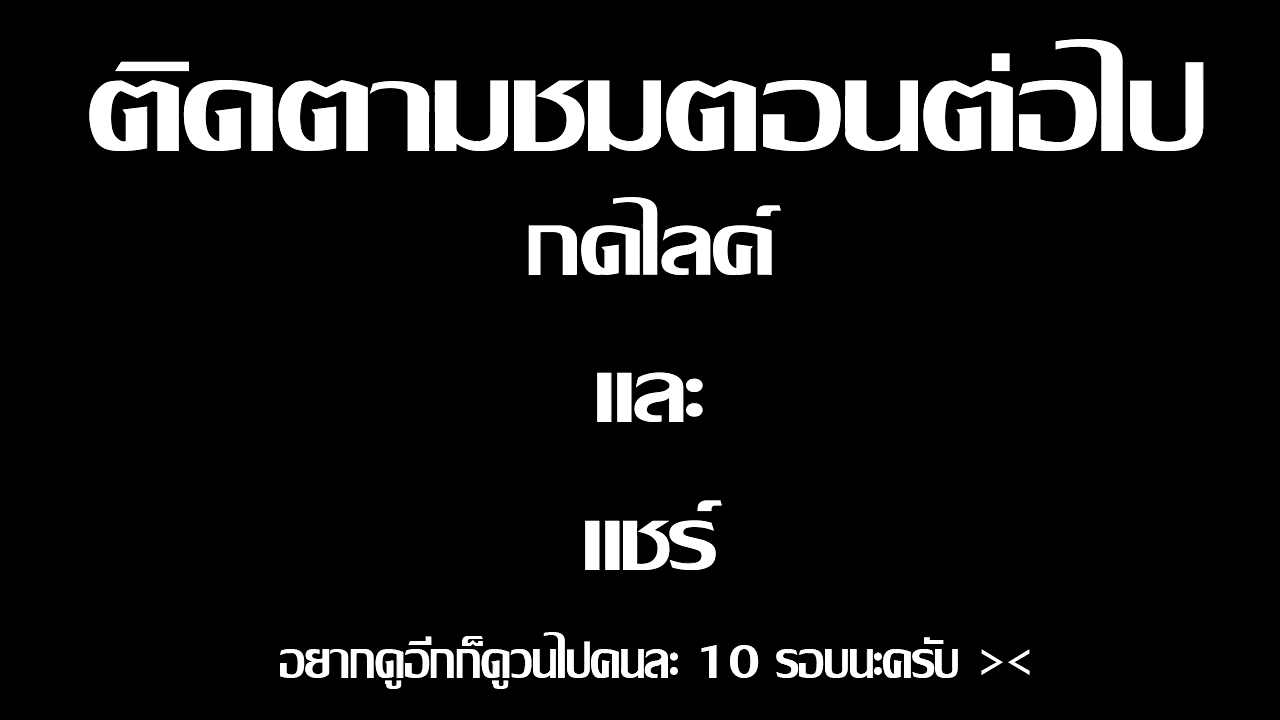 ติดตามชมตอนต่อไป
กดไลค์
และ
แชร์
อยากดูอีกก็ดูวนไปคนละ 10 รอบนะครับ ><